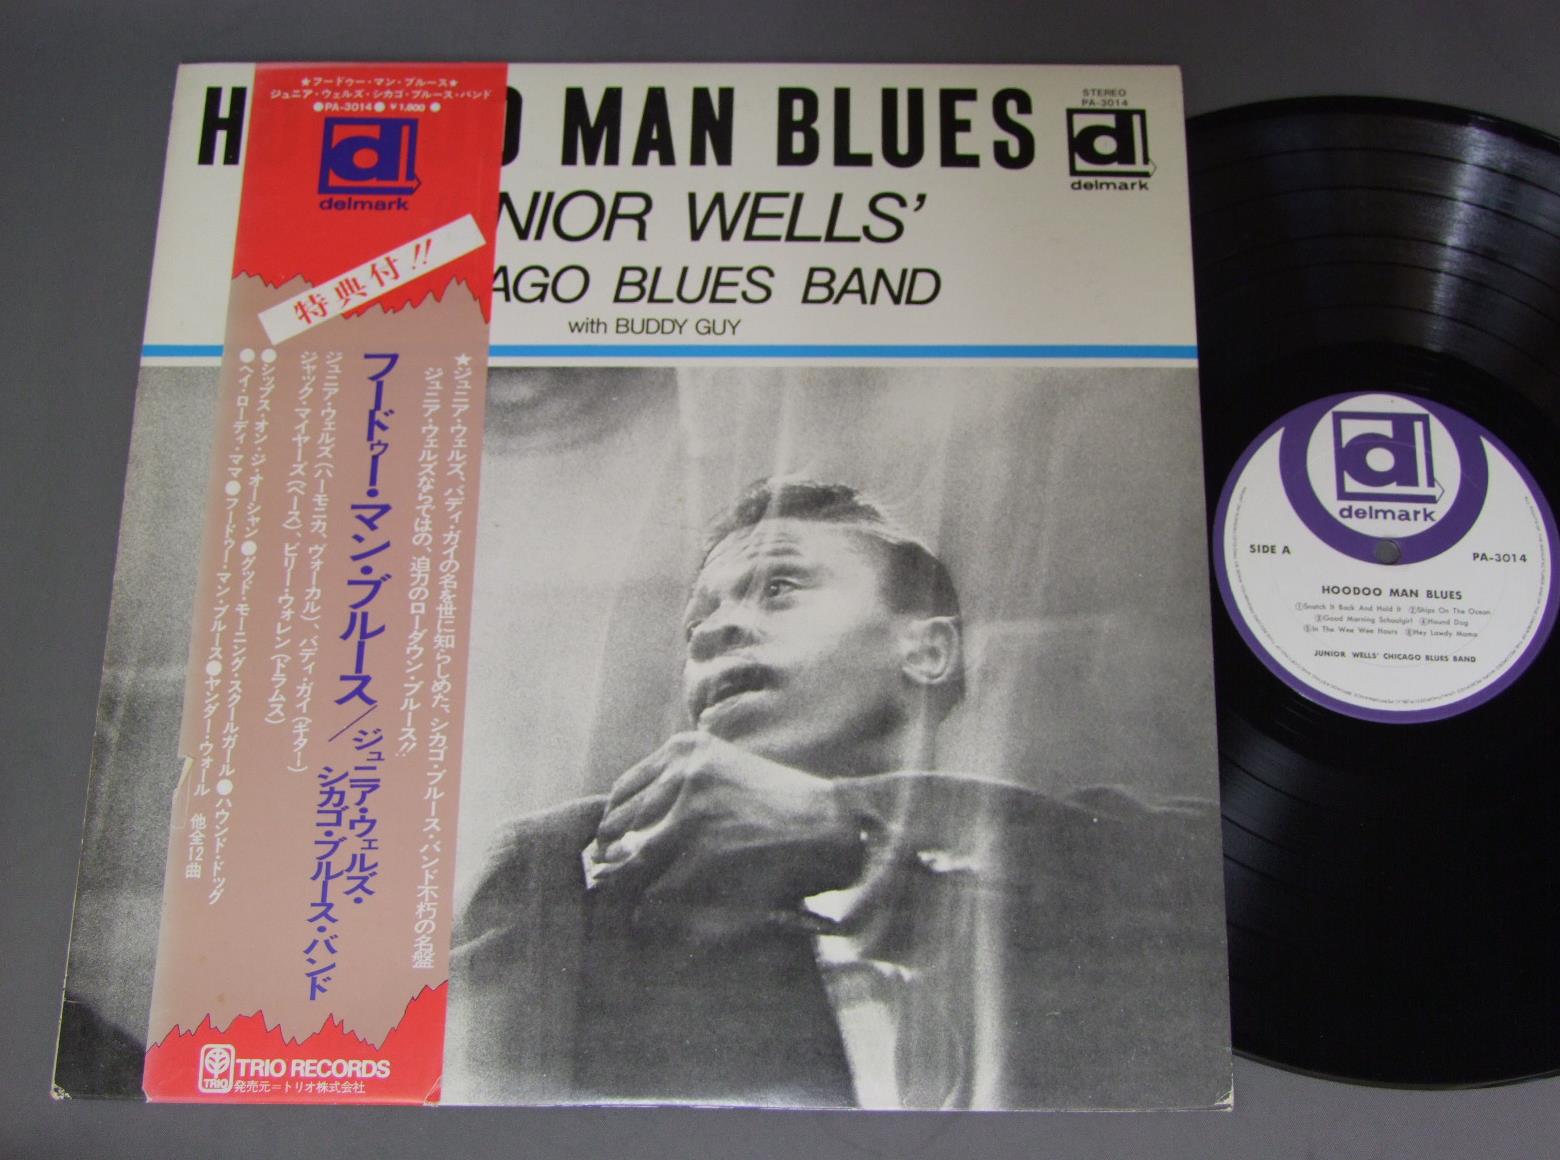 ★フードゥー・マン・ブルース★
ジュニア・ウェルズ・シカゴ・ブルース・バンド
●PA-3014● ¥1,800 ●
d
delmark
特典付!!
★ジュニア・ウェルズ、バディ・ガイの名を世に知らしめた、シカゴ・ブルース・バンド不朽の名盤
ジュニア・ウェルズならではの、迫力のローダウン・ブルース!!
フードゥー・マン・ブルース/ジュニア・ウェルズ・
シカゴ・ブルース・バンド
ジュニア・ウェルズ(ハーモニカ、ヴォーカル)、バディ・ガイ(ギター)
ジャック・マイヤーズ(ベース)、ビリー・ウォレン(ドラムス)
●シップス・オン・ジ・オーシャン●グッド・モーニング・スクールガール●ハウンド・ドッグ
●ヘイ・ローディ・ママ●フードゥー・マン・ブルース●ヤンダー・ウォール 他全12曲
TRIO
TRIO RECORDS
発売元=トリオ株式会社
H D MAN BLUES
NIOR WELLS'
AGO BLUES BAND
with BUDDY GUY
STEREO
PA-3014
d
delmark
d
delmark
SIDE A
PA-3014
HOODOO MAN BLUES
①Snatch It Back And Hold It ②Ships On The Ocean
③Good Morning Schoolgirl ④Hound Dog
⑤In The Wee Wee Hours ⑥Hey Lawdy Mama
JUNIOR WELLS' CHICAGO BLUES BAND